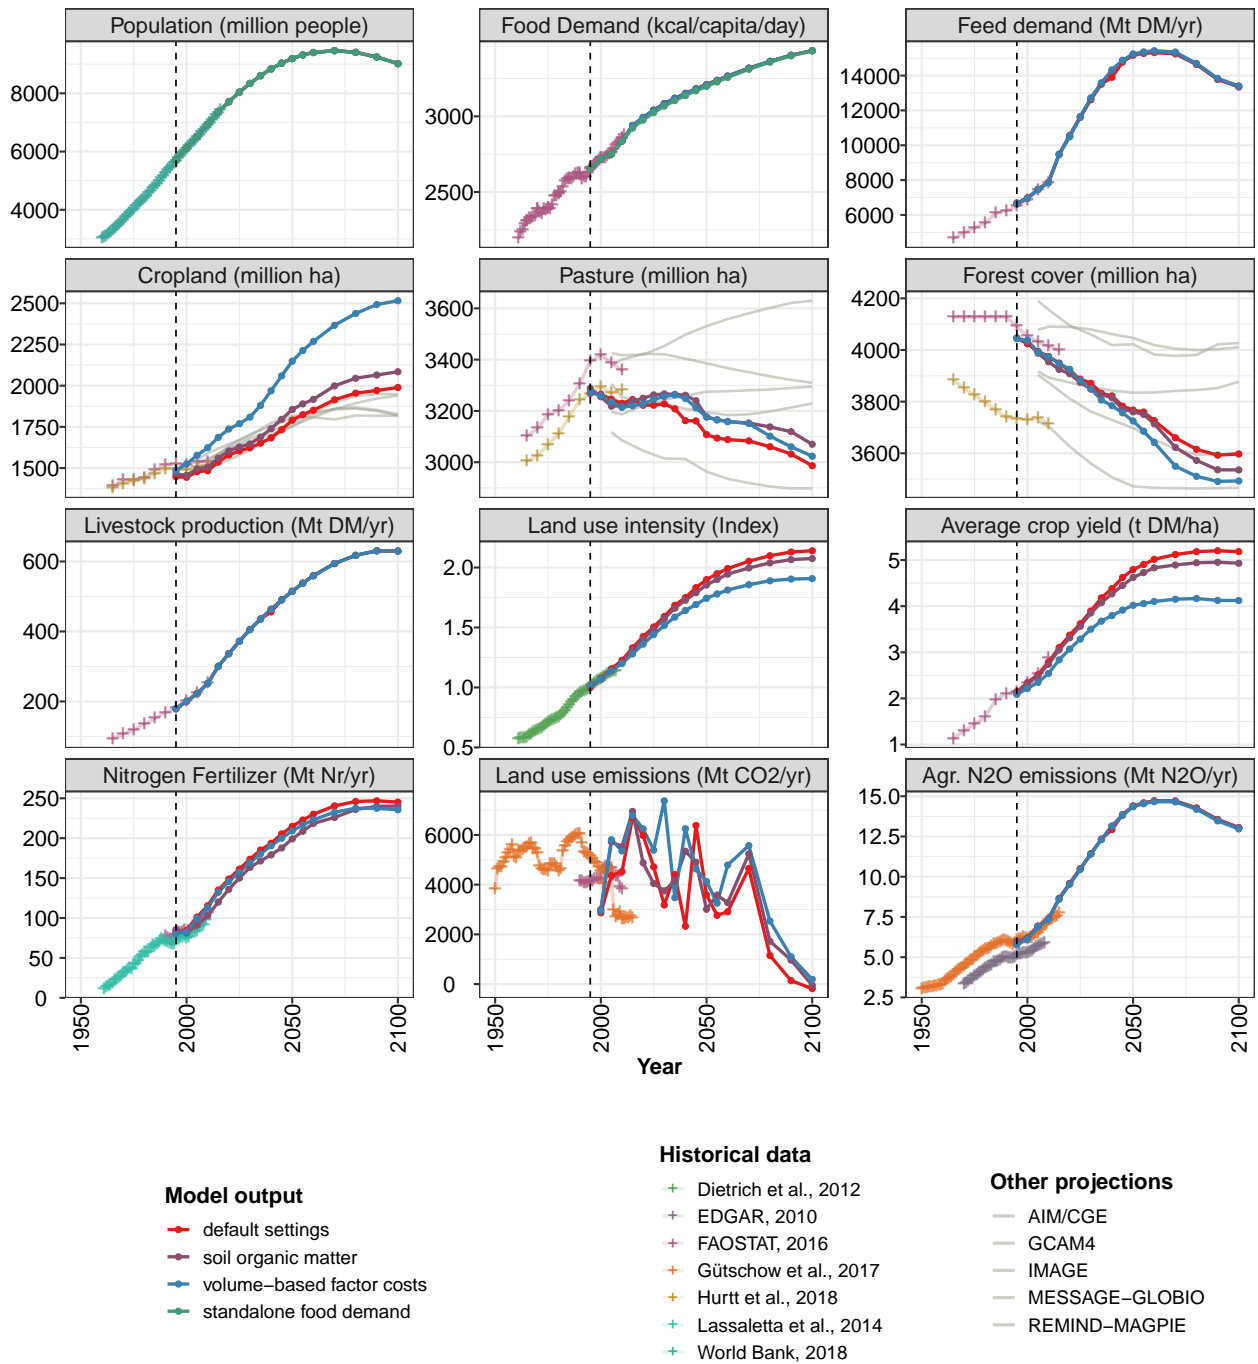 Population (million people)
Food Demand (kcal/capita/day)
Feed demand (Mt DM/yr)
8000
6000
4000
3000
2500
14000
12000
10000
8000
6000
Cropland (million ha)
Pasture (million ha)
Forest cover (million ha)
2500
2250
2000
1750
1500
3600
3400
3200
3000
4200
4000
3800
3600
Livestock production (Mt DM/yr)
Land use intensity (Index)
Average crop yield (t DM/ha)
600
400
200
2.0
1.5
1.0
0.5
5
4
3
2
1
Nitrogen Fertilizer (Mt Nr/yr)
Land use emissions (Mt CO2/yr)
Agr. N2O emissions (Mt N2O/yr)
250
200
150
100
50
0
6000
4000
2000
0
15.0
12.5
10.0
7.5
5.0
2.5
1950
2000
2050
2100
1950
2000
2050
2100
1950
2000
2050
2100
Year
Model output
default settings
soil organic matter
volume−based factor costs
standalone food demand
Historical data
Dietrich et al., 2012
EDGAR, 2010
FAOSTAT, 2016
Gütschow et al., 2017
Hurtt et al., 2018
Lassaletta et al., 2014
World Bank, 2018
Other projections
AIM/CGE
GCAM4
IMAGE
MESSAGE−GLOBIO
REMIND−MAGPIE